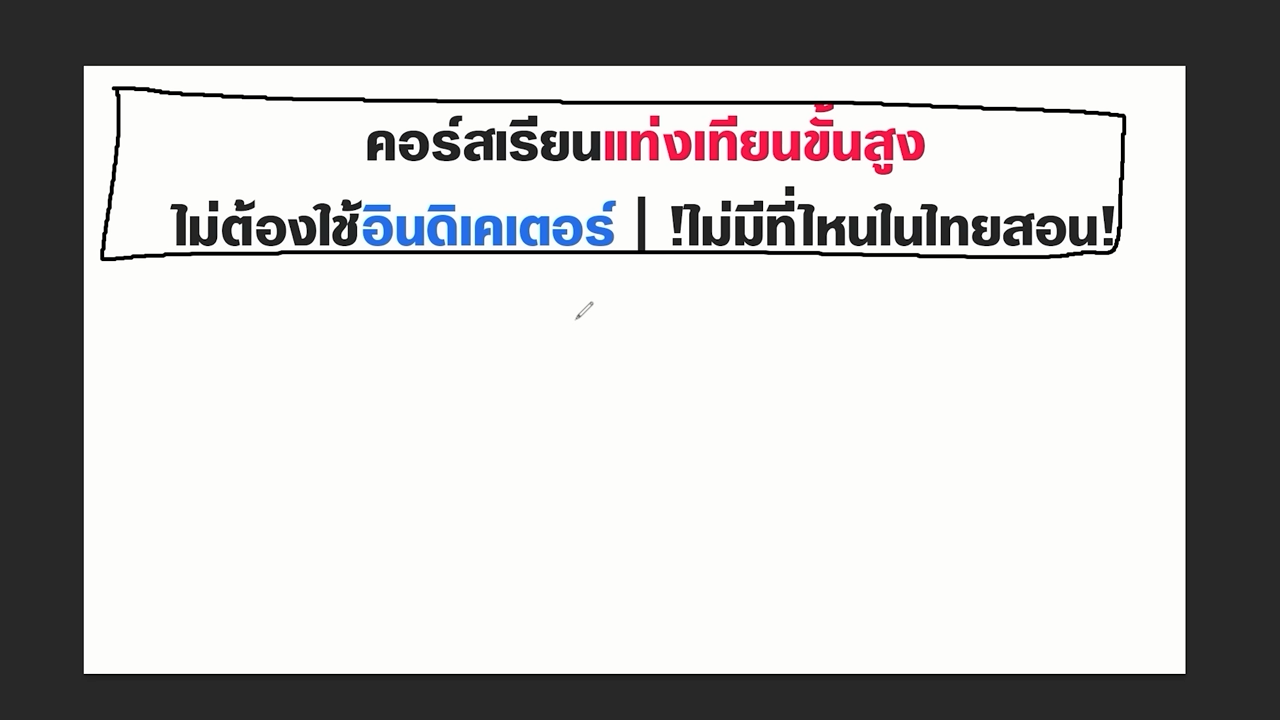 คอร์สเรียนแท่งเทียนขั้นสูง
ไม่ต้องใช้อินดิเคเตอร์ | !ไม่มีที่ไหนในไทยสอน!